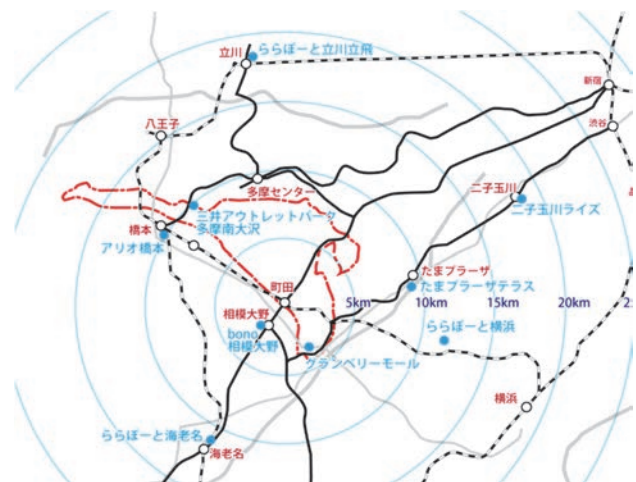 立川
ららぽーと立川立飛
新宿
渋谷
八王子
多摩センター
二子玉川
二子玉川ライズ
三井アウトレットパーク
多摩南大沢
橋本
アリオ橋本
たまプラーザ
たまプラーザテラス
町田
5km
10km
15km
20km
相模大野
bono
相模大野
ららぽーと横浜
グランベリーモール
横浜
ららぽーと海老名
海老名